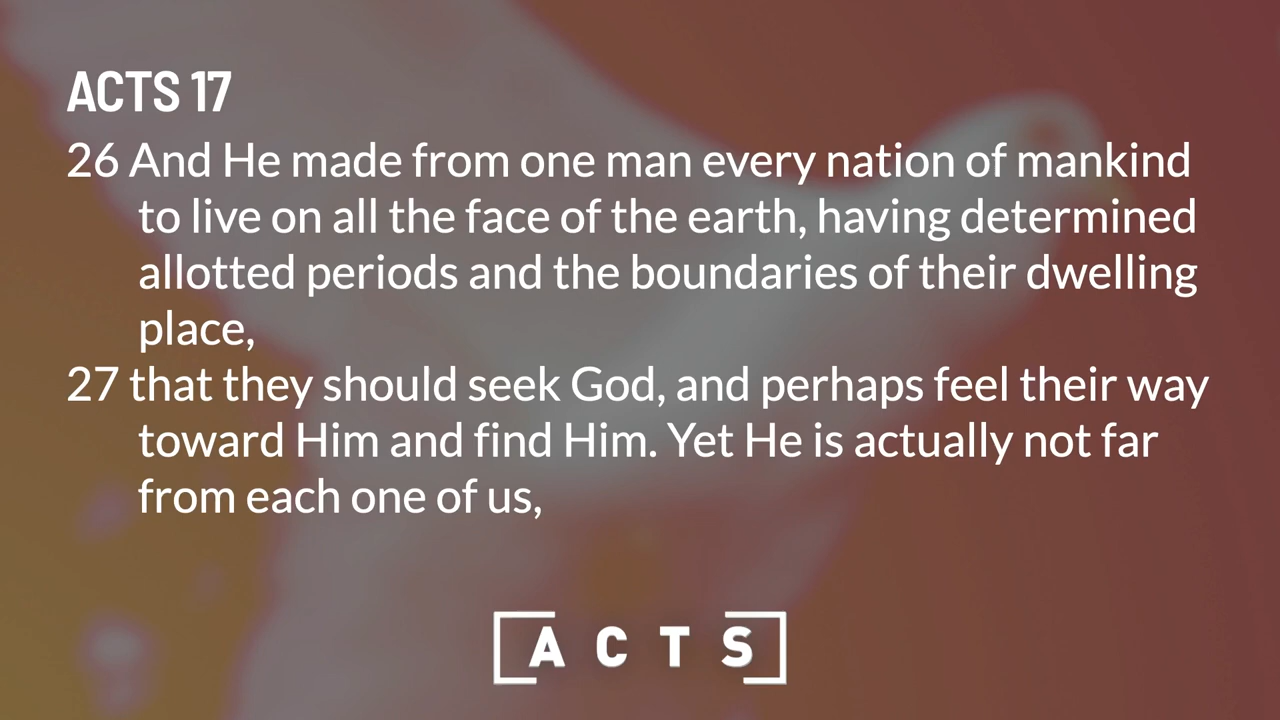 ACTS 17
26 And He made from one man every nation of mankind
to live on all the face of the earth, having determined
allotted periods and the boundaries of their dwelling
place,
27 that they should seek God, and perhaps feel their way
toward Him and find Him. Yet He is actually not far
from each one of us,
ACTS